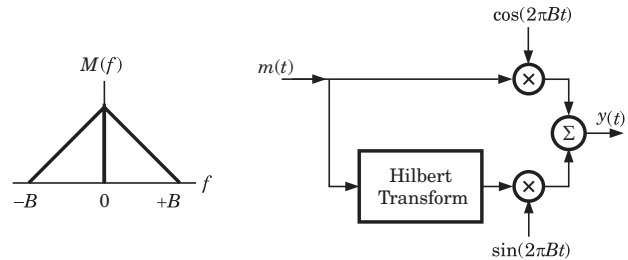 M(f)
f
−B
0
+B
cos(2πBt)
m(t)
×
Σ
y(t)
Hilbert
Transform
×
sin(2πBt)